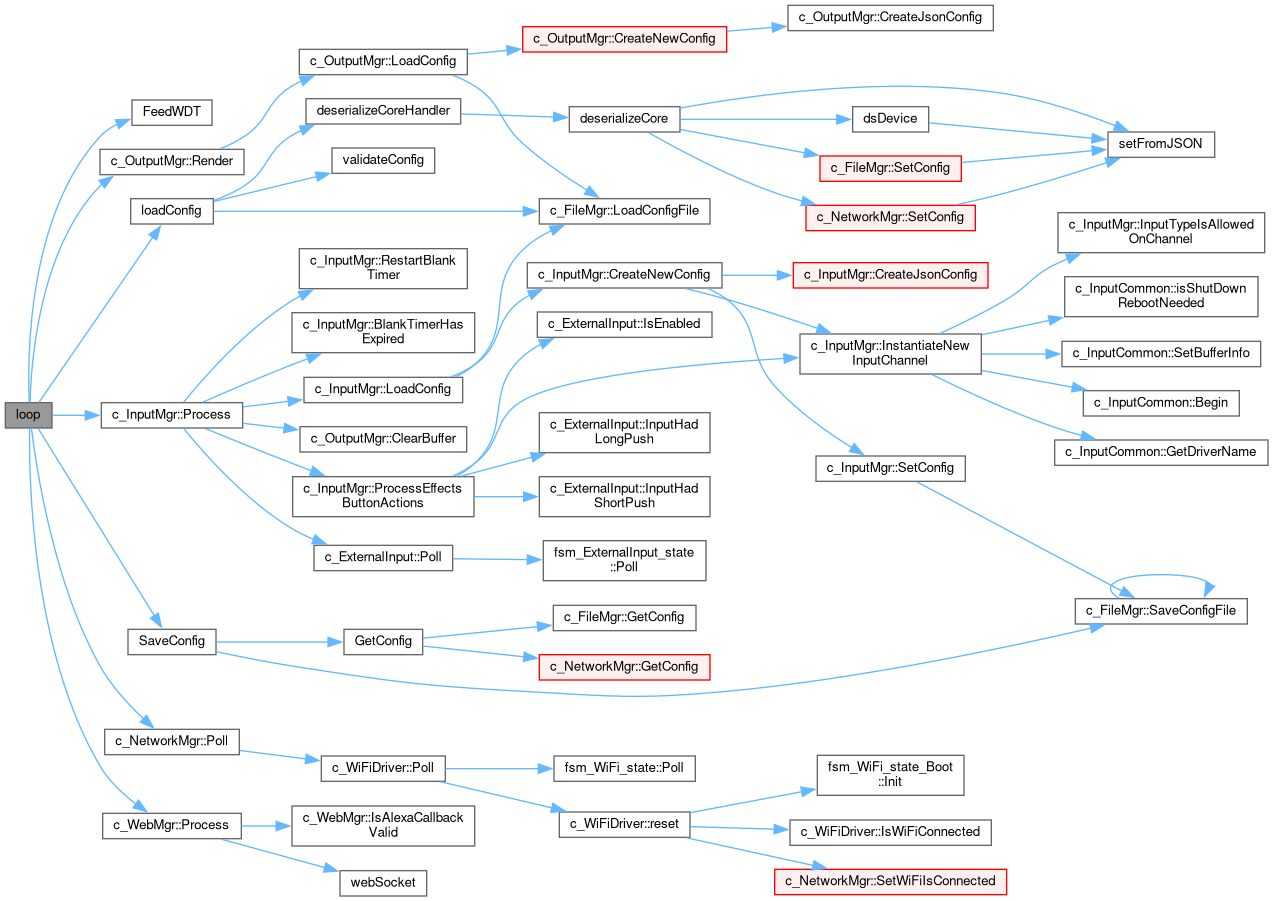 c_OutputMgr::CreateJsonConfig
c_OutputMgr::CreateNewConfig
c_OutputMgr::LoadConfig
FeedWDT
deserializeCoreHandler
deserializeCore
dsDevice
setFromJSON
c_OutputMgr::Render
validateConfig
c_FileMgr::SetConfig
loadConfig
c_FileMgr::LoadConfigFile
c_NetworkMgr::SetConfig
c_InputMgr::InputTypeIsAllowed
OnChannel
c_InputMgr::RestartBlank
Timer
c_InputMgr::CreateNewConfig
c_InputMgr::CreateJsonConfig
c_InputCommon::isShutDown
RebootNeeded
c_InputMgr::BlankTimerHas
Expired
c_ExternalInput::IsEnabled
c_InputMgr::InstantiateNew
InputChannel
c_InputCommon::SetBufferInfo
c_InputMgr::LoadConfig
c_InputCommon::Begin
loop
c_InputMgr::Process
c_OutputMgr::ClearBuffer
c_ExternalInput::InputHad
LongPush
c_InputCommon::GetDriverName
c_InputMgr::SetConfig
c_InputMgr::ProcessEffects
ButtonActions
c_ExternalInput::InputHad
ShortPush
c_ExternalInput::Poll
fsm_ExternalInput_state
::Poll
c_FileMgr::SaveConfigFile
SaveConfig
GetConfig
c_FileMgr::GetConfig
c_NetworkMgr::GetConfig
c_NetworkMgr::Poll
c_WiFiDriver::Poll
fsm_WiFi_state::Poll
fsm_WiFi_state_Boot
::Init
c_WebMgr::Process
c_WebMgr::IsAlexaCallback
Valid
c_WiFiDriver::reset
c_WiFiDriver::IsWiFiConnected
webSocket
c_NetworkMgr::SetWiFiIsConnected